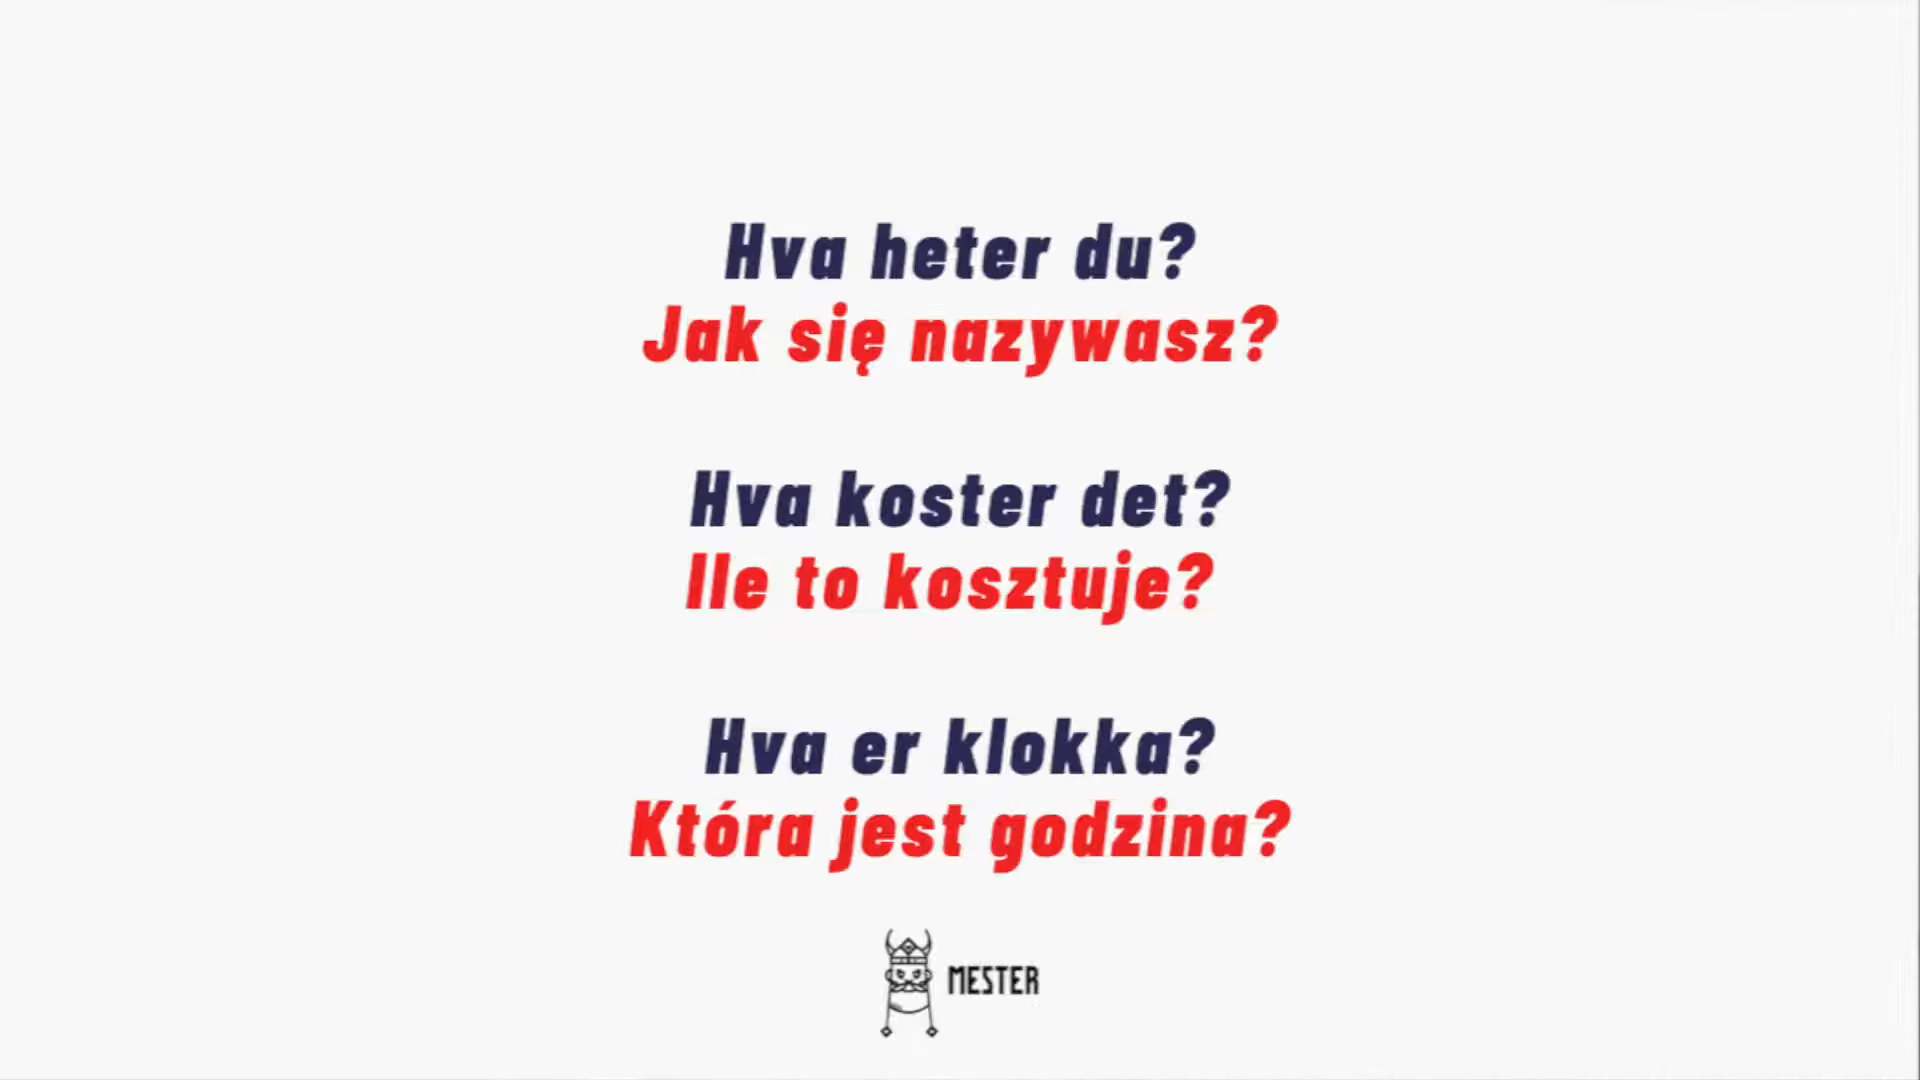 Hva heter du?
Jak się nazywasz?
Hva koster det?
Ile to kosztuje?
Hva er klokka?
Która jest godzina?
MESTER